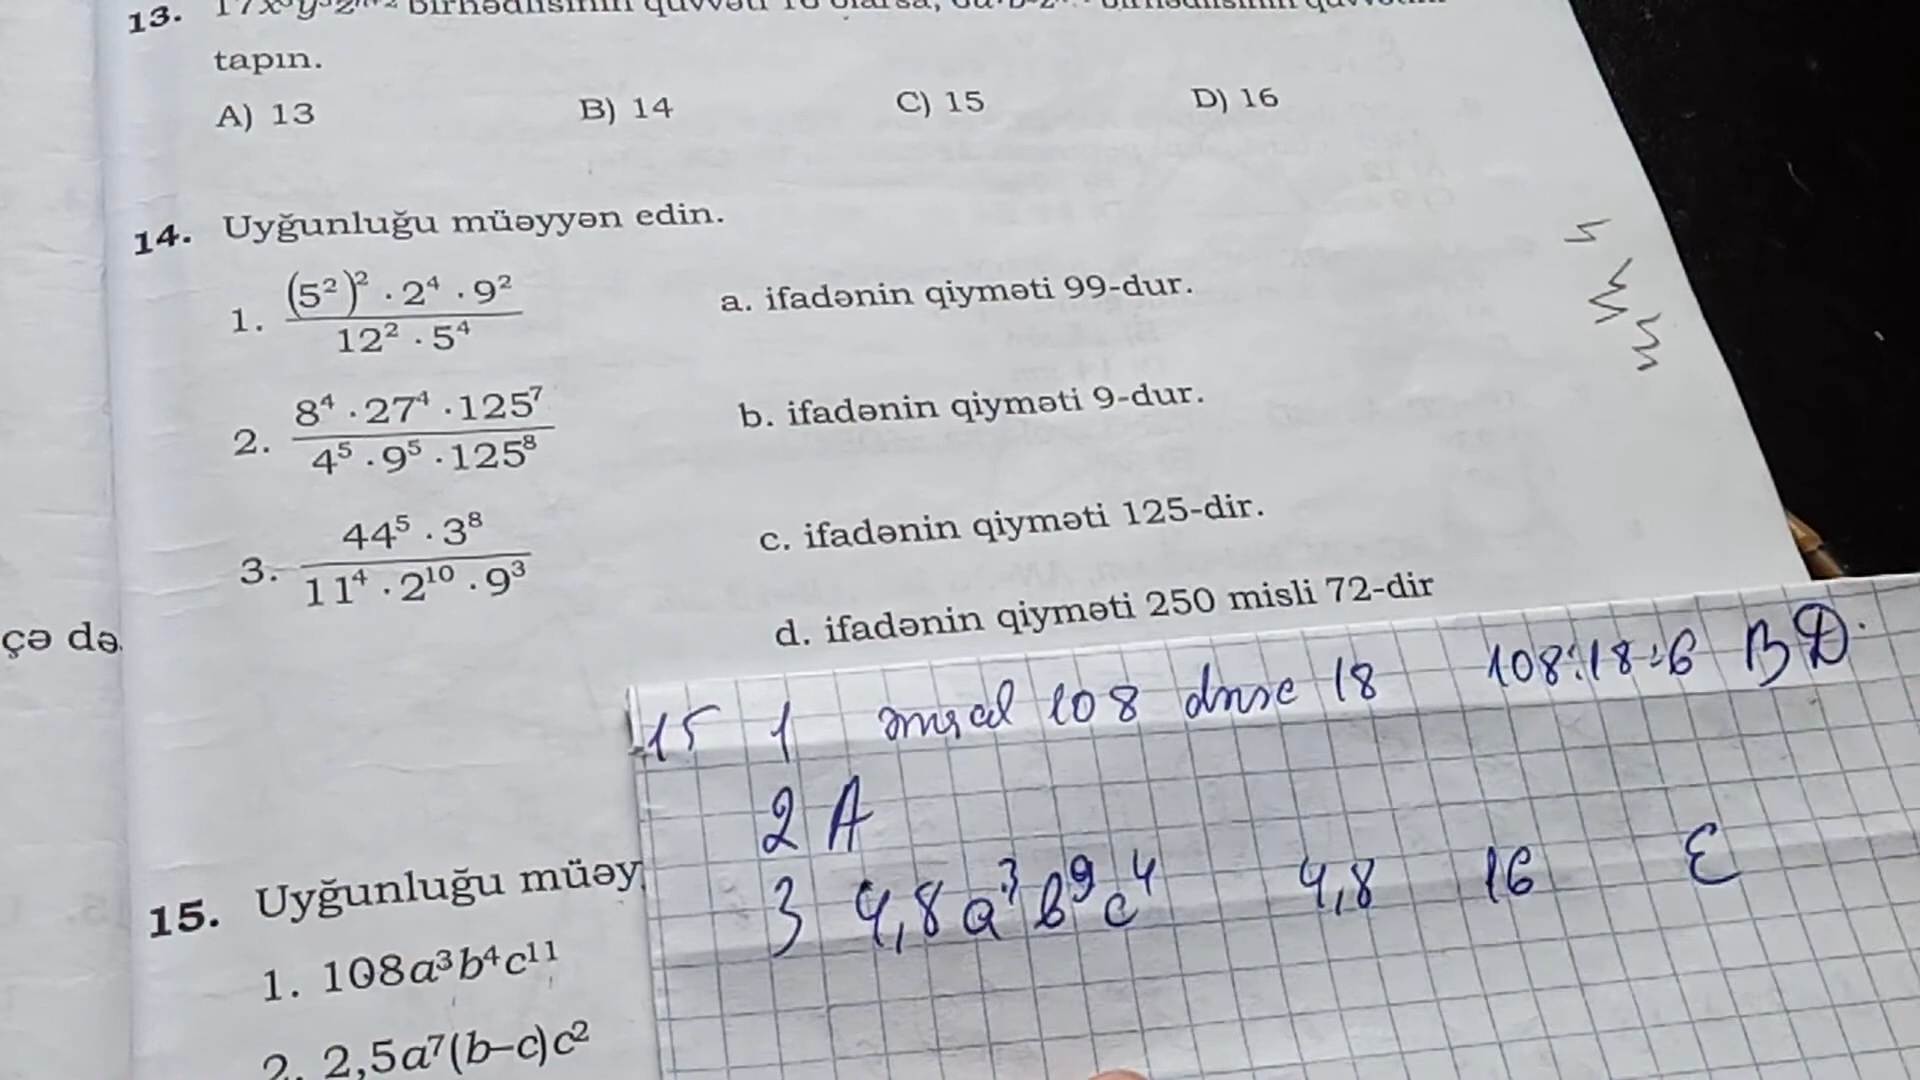 13. 17x
tapın.
A) 13 B) 14 C) 15 D) 16
14. Uyğunluğu müəyyən edin.
1. (5²)² · 2⁴ · 9² / 12² · 5⁴ a. ifadənin qiyməti 99-dur.
2. 8⁴ · 27⁴ · 125⁷ / 4⁵ · 9⁵ · 125⁸ b. ifadənin qiyməti 9-dur.
3. 44⁵ · 3⁸ / 11⁴ · 2¹⁰ · 9³ c. ifadənin qiyməti 125-dir.
d. ifadənin qiyməti 250 misli 72-dir
çə də
15 1 əmsal 108 18 108:18=6 BD.
2 A
3 4,8a³b⁹c⁴ 4,8 16 E
15. Uyğunluğu müəy
1. 108a³b⁴c¹¹
2. 2,5a⁷(b–c)c²